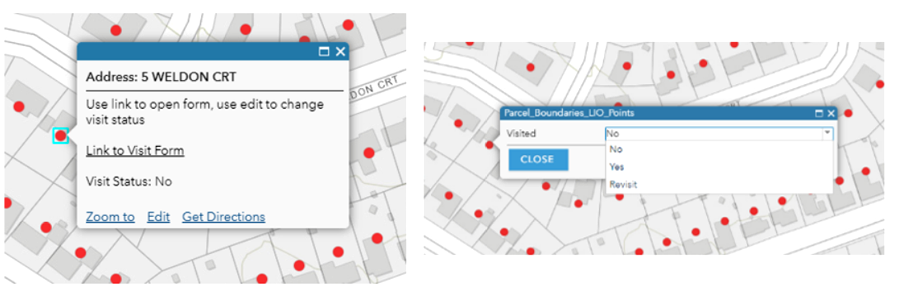 Address: 5 WELDON CRT
Use link to open form, use edit to change
visit status
Link to Visit Form
Visit Status: No
Zoom to Edit Get Directions
DON CRT
Parcel_Boundaries_LIO_Points
Visited No
No
Yes
Revisit
CLOSE